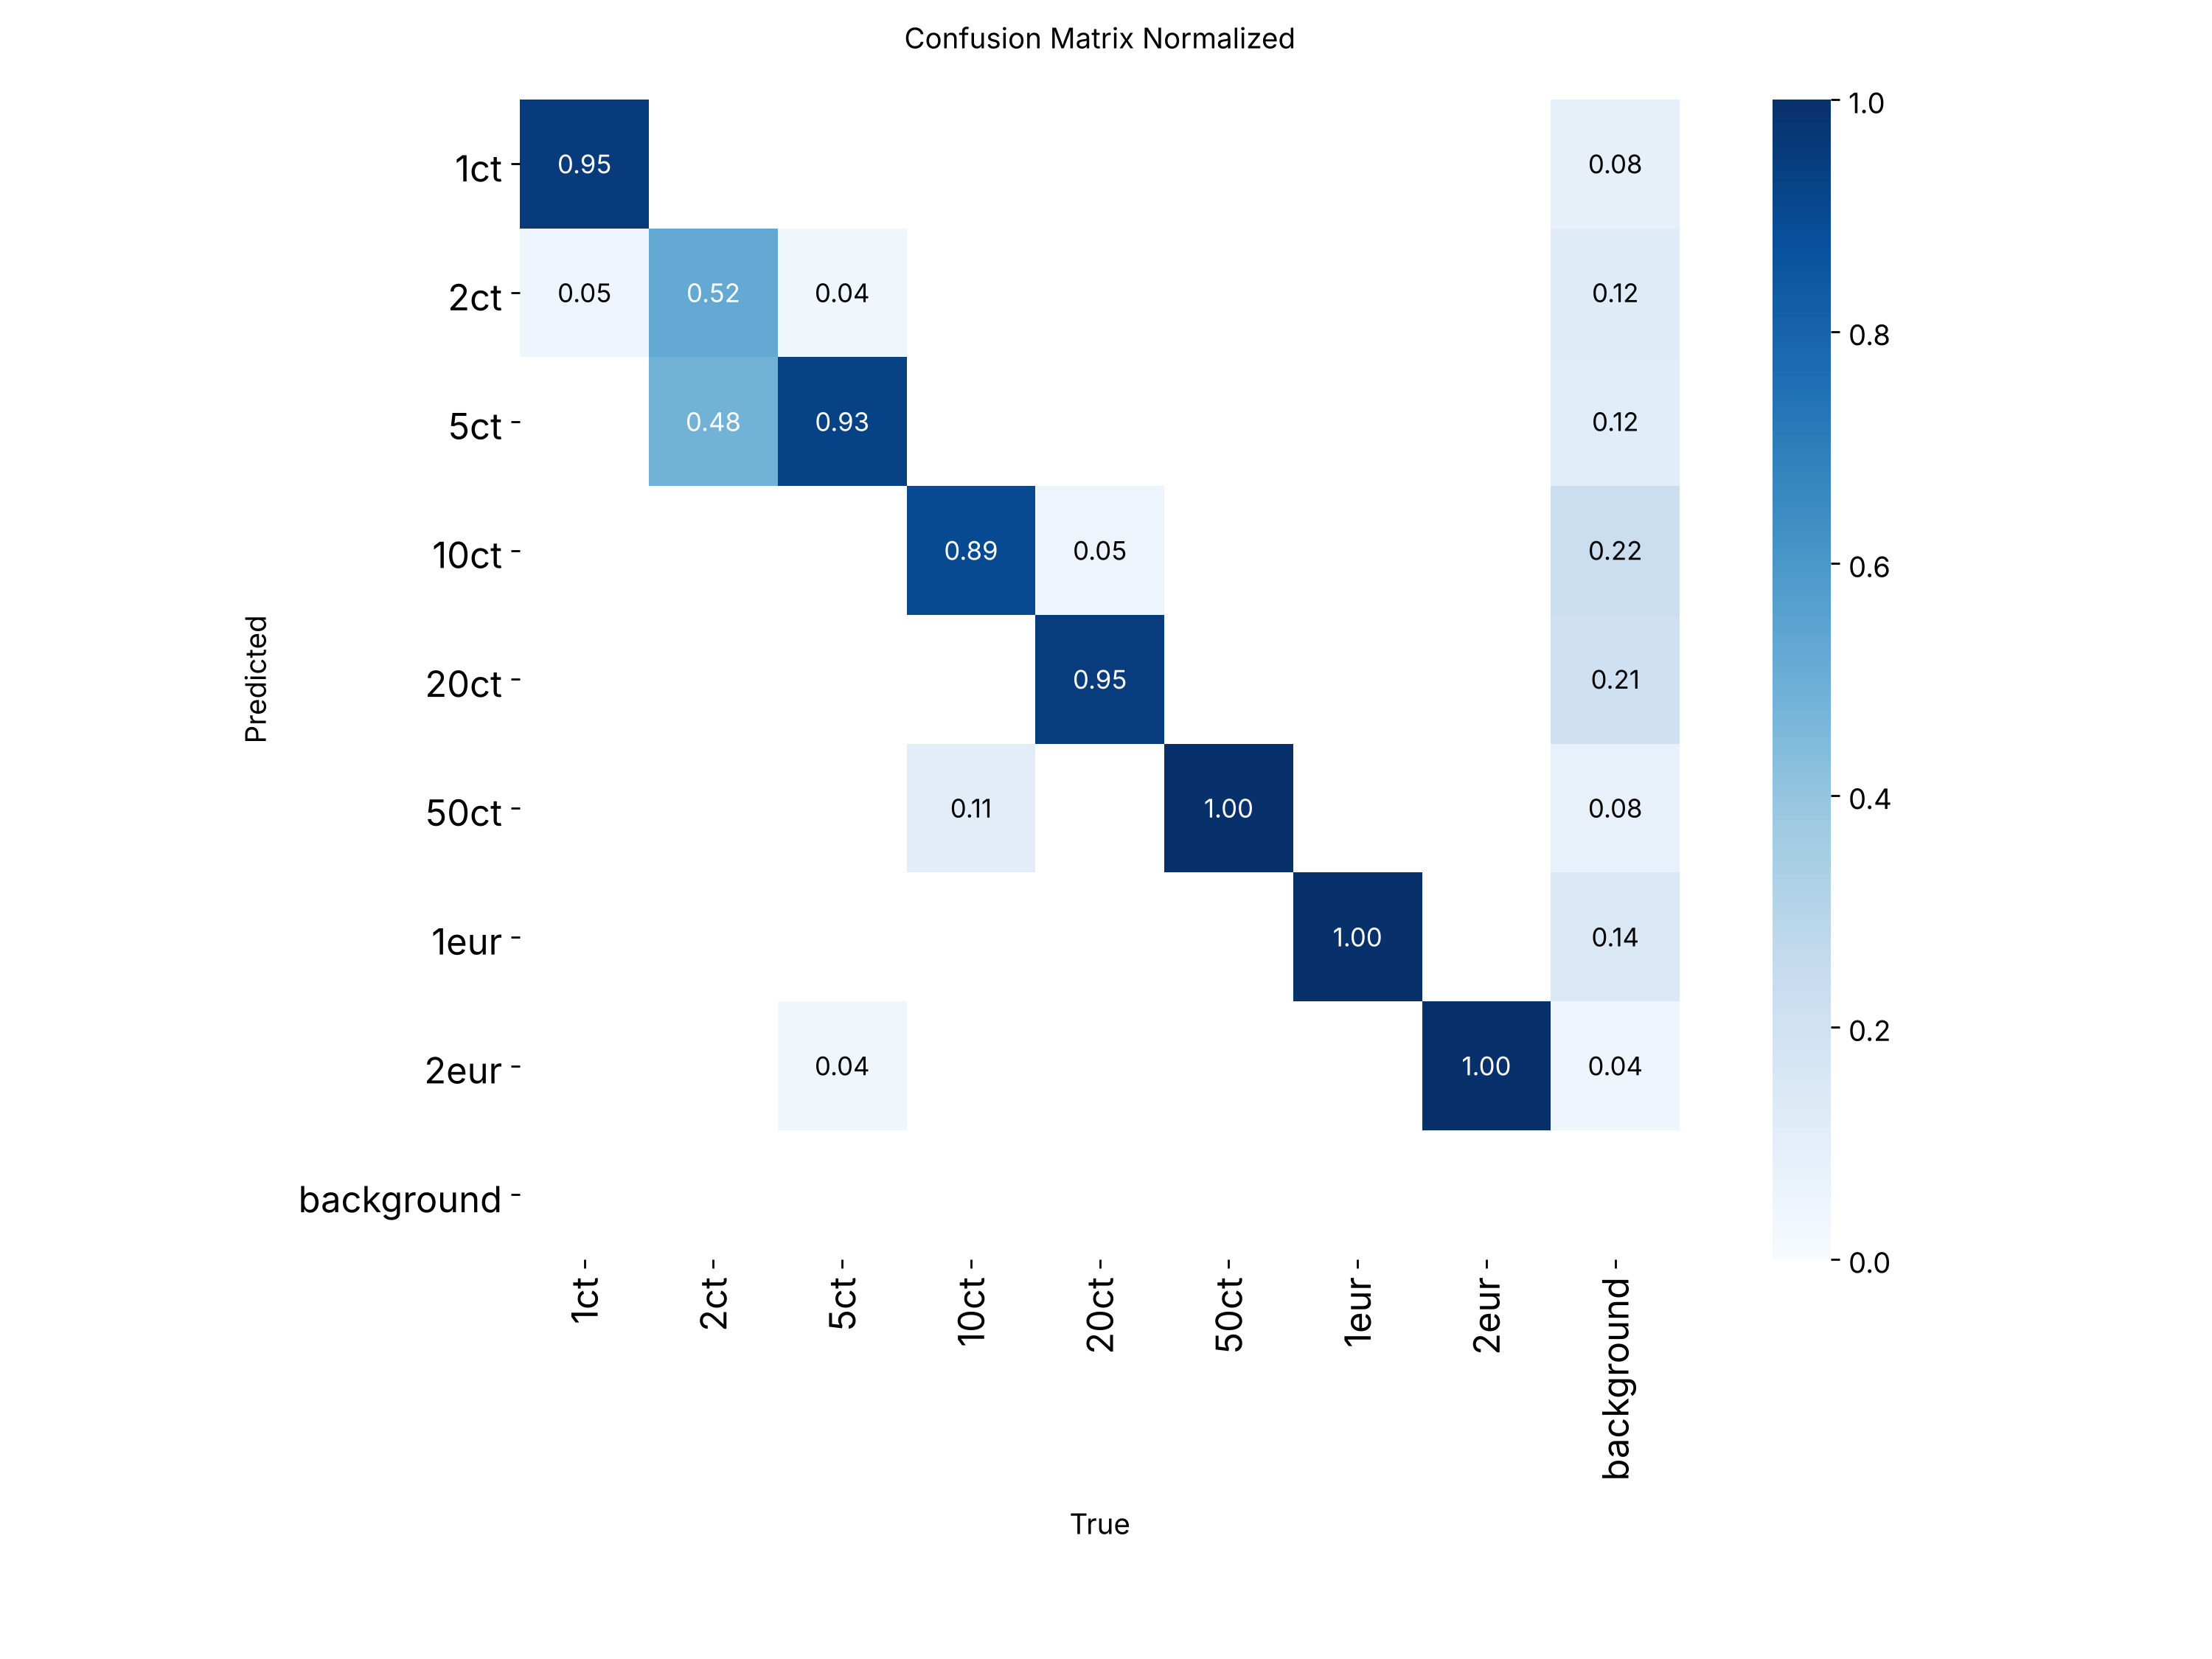 Confusion Matrix Normalized
1ct 0.95 0.08 1.0
2ct 0.05 0.52 0.04 0.12 0.8
5ct 0.48 0.93 0.12
10ct 0.89 0.05 0.22 0.6
20ct 0.95 0.21
50ct 0.11 1.00 0.08 0.4
1eur 1.00 0.14
2eur 0.04 1.00 0.04 0.2
background 0.0
Predicted
1ct 2ct 5ct 10ct 20ct 50ct 1eur 2eur background
True